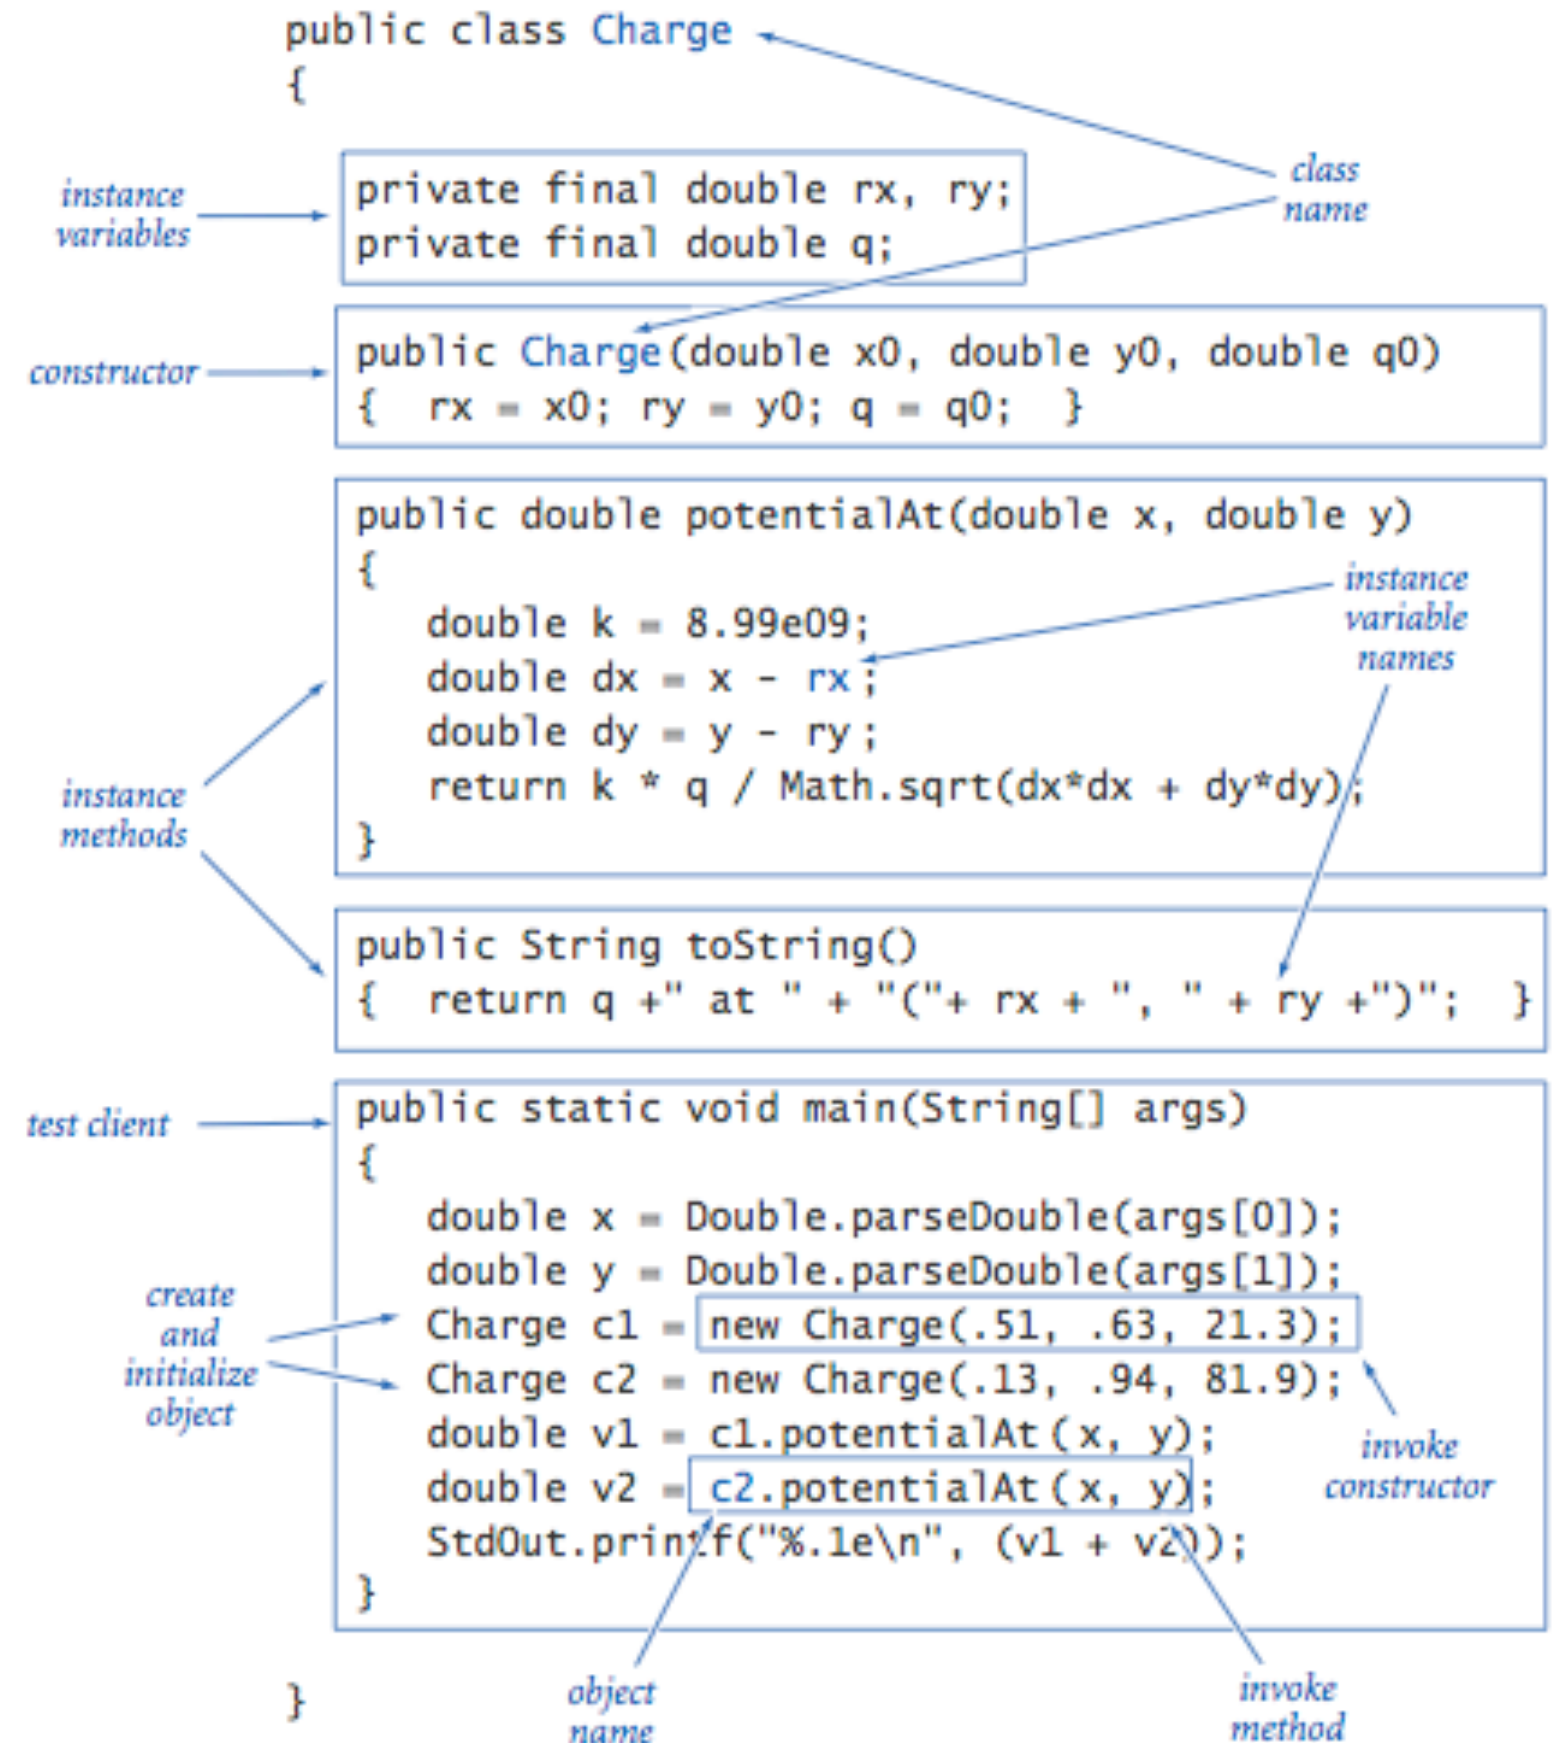 public class Charge
{
class
name
instance
variables
private final double rx, ry;
private final double q;
constructor
public Charge(double x0, double y0, double q0)
{ rx = x0; ry = y0; q = q0; }
instance
methods
public double potentialAt(double x, double y)
{
instance
variable
names
double k = 8.99e09;
double dx = x - rx;
double dy = y - ry;
return k * q / Math.sqrt(dx*dx + dy*dy);
}
public String toString()
{ return q +" at " + "("+ rx + ", " + ry +")"; }
test client
public static void main(String[] args)
{
double x = Double.parseDouble(args[0]);
double y = Double.parseDouble(args[1]);
create
and
initialize
object
Charge c1 = new Charge(.51, .63, 21.3);
Charge c2 = new Charge(.13, .94, 81.9);
invoke
constructor
double v1 = c1.potentialAt(x, y);
double v2 = c2.potentialAt(x, y);
StdOut.printf("%.1e\n", (v1 + v2));
}
object
name
invoke
method
}